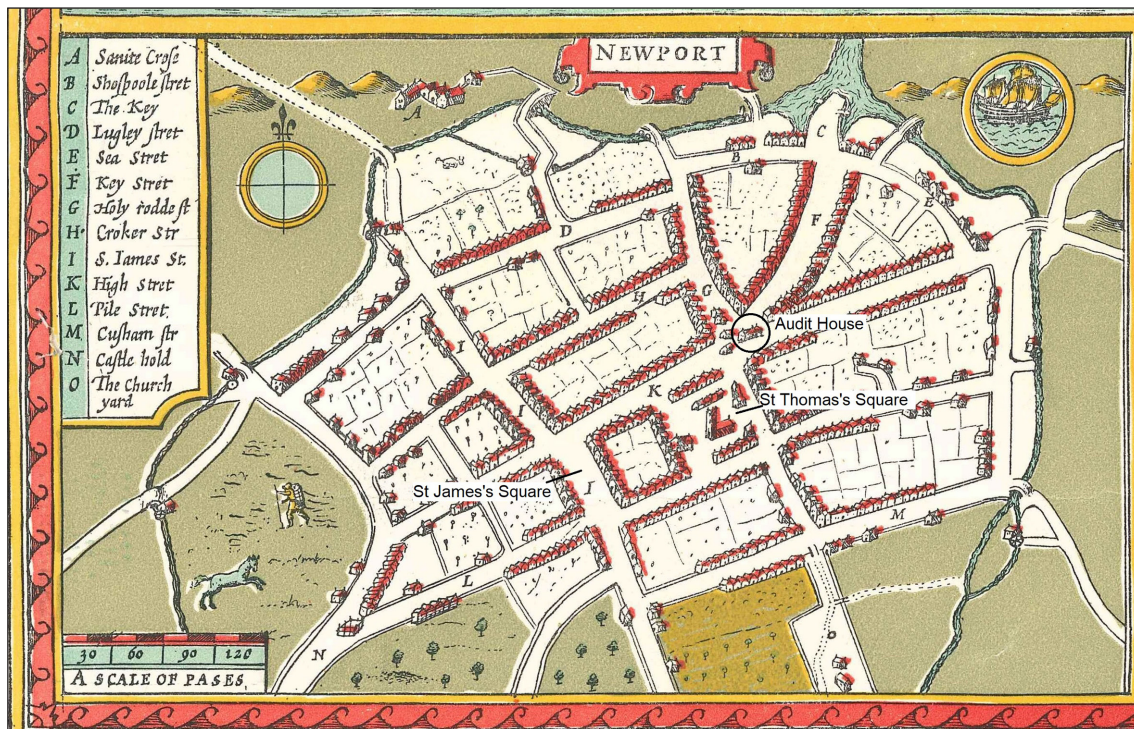 NEWPORT
A Sanite Crose
B Shospoole stret
C The Key
D Lugley stret
E Sea Stret
F Key Stret
G Holy rodde st
H Croker Str
I S. Iames St.
K High Stret
L Pile Stret
M Cusham str
N Castle hold
O The Church
yard
A
B
C
D
E
F
G
H
I
I
I
K
L
M
N
O
Audit House
St Thomas's Square
St James's Square
30 60 90 120
A SCALE OF PASES